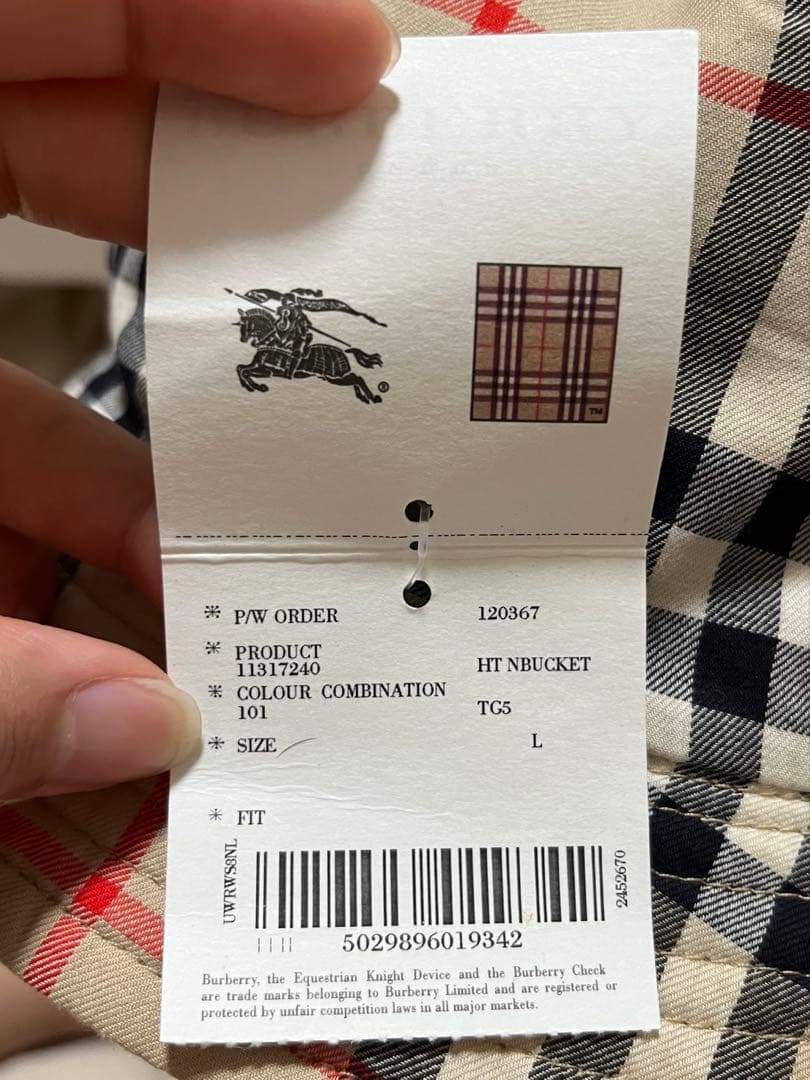 ®
TM
* P/W ORDER 120367
* PRODUCT
11317240 HT NBUCKET
* COLOUR COMBINATION
101 TG5
* SIZE L
* FIT
UWRWS8NL
2452670
5029896019342
Burberry, the Equestrian Knight Device and the Burberry Check
are trade marks belonging to Burberry Limited and are registered or
protected by unfair competition laws in all major markets.